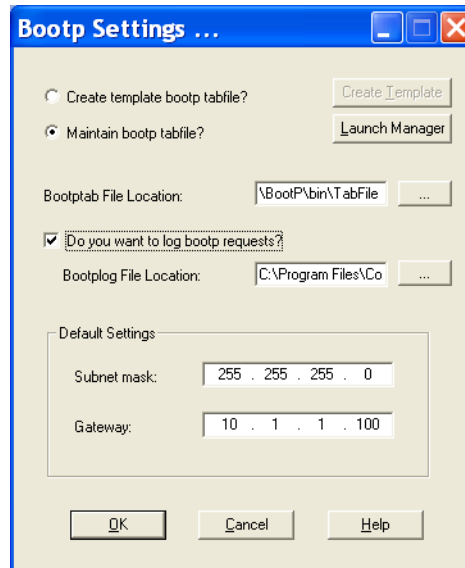 Bootp Settings ...
Create template bootp tabfile?
Create Template
Maintain bootp tabfile?
Launch Manager
Bootptab File Location:
\BootP\bin\TabFile
...
Do you want to log bootp requests?
Bootplog File Location:
C:\Program Files\Co
...
Default Settings
Subnet mask:
255 . 255 . 255 . 0
Gateway:
10 . 1 . 1 . 100
OK
Cancel
Help